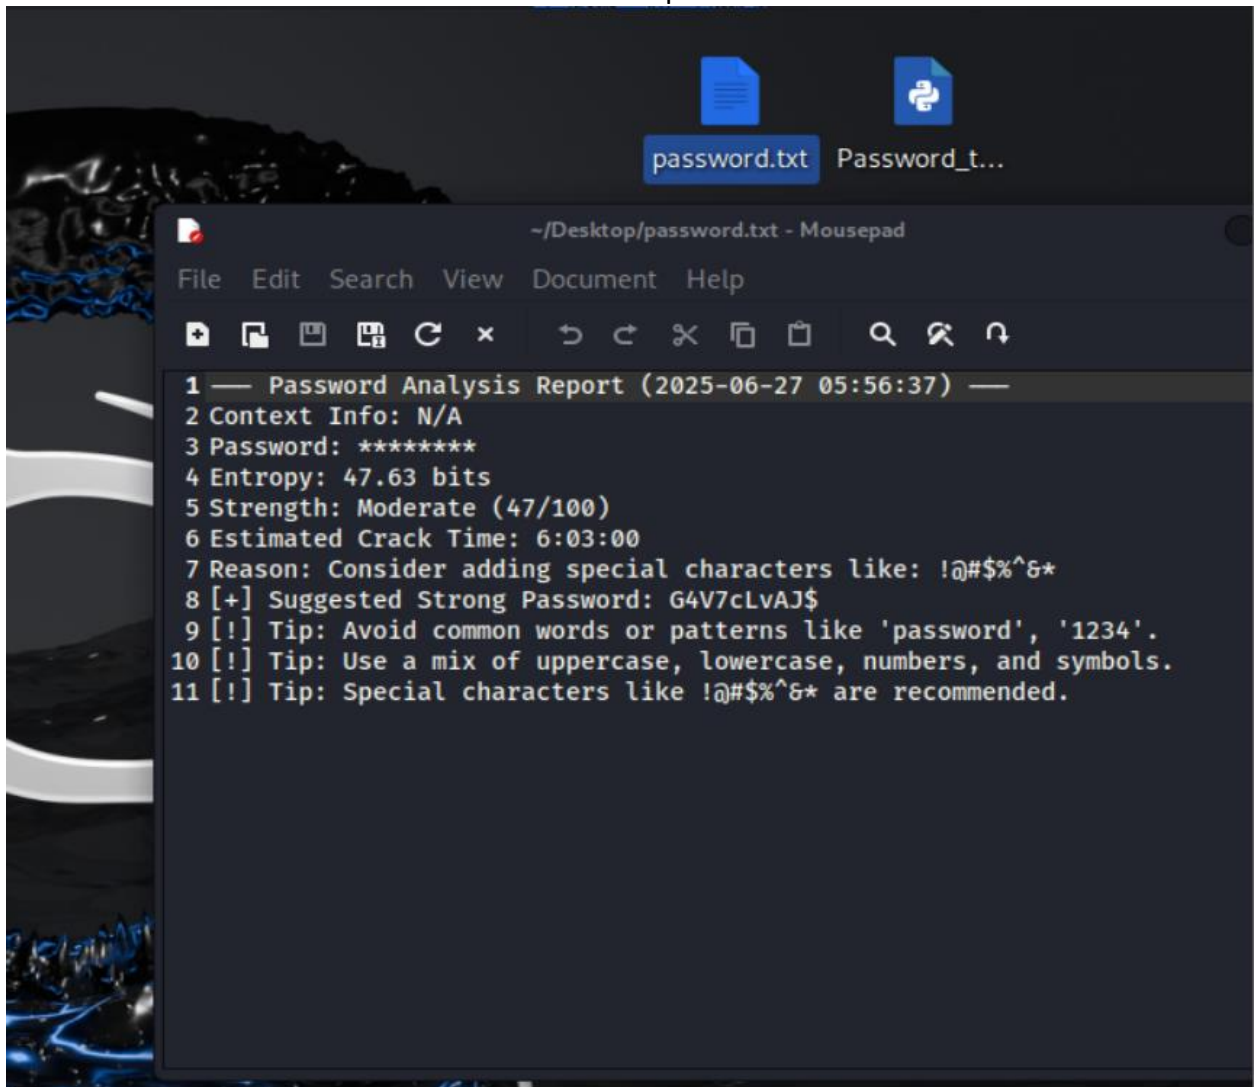 password.txt
Password_t...
~/Desktop/password.txt - Mousepad
File Edit Search View Document Help
1 —— Password Analysis Report (2025-06-27 05:56:37) ——
2 Context Info: N/A
3 Password: ********
4 Entropy: 47.63 bits
5 Strength: Moderate (47/100)
6 Estimated Crack Time: 6:03:00
7 Reason: Consider adding special characters like: !@#$%^&*
8 [+] Suggested Strong Password: G4V7cLvAJ$
9 [!] Tip: Avoid common words or patterns like 'password', '1234'.
10 [!] Tip: Use a mix of uppercase, lowercase, numbers, and symbols.
11 [!] Tip: Special characters like !@#$%^&* are recommended.